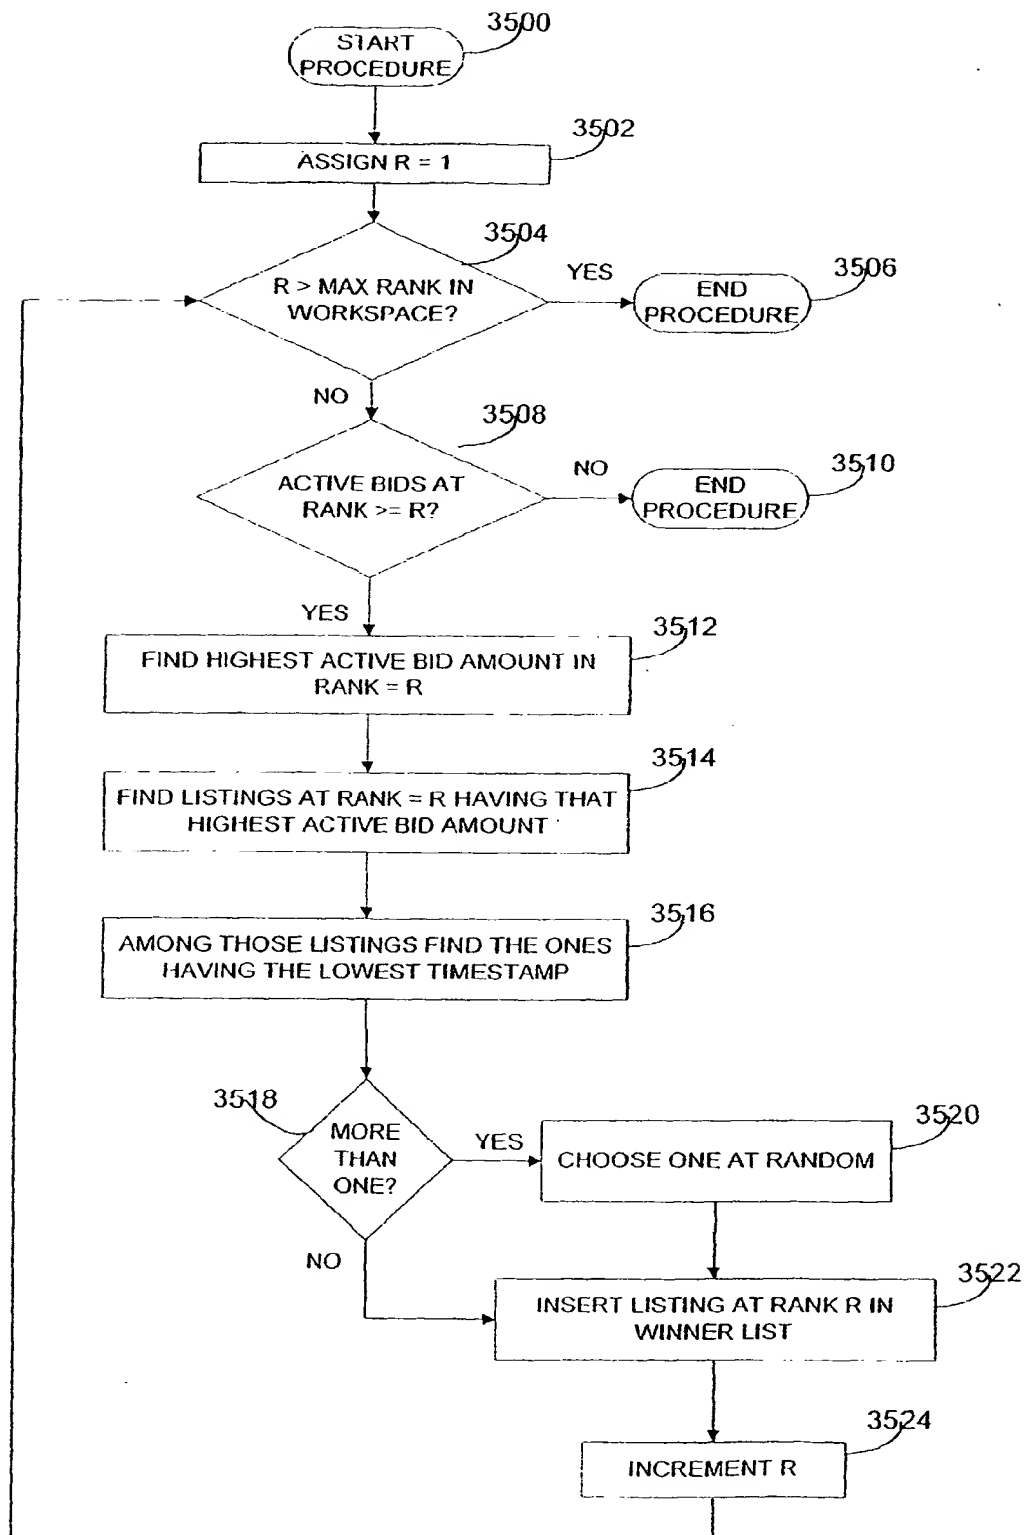 3500
START
PROCEDURE
3502
ASSIGN R = 1
3504
R > MAX RANK IN
WORKSPACE?
YES
3506
END
PROCEDURE
NO
3508
ACTIVE BIDS AT
RANK >= R?
NO
3510
END
PROCEDURE
YES
3512
FIND HIGHEST ACTIVE BID AMOUNT IN
RANK = R
3514
FIND LISTINGS AT RANK = R HAVING THAT
HIGHEST ACTIVE BID AMOUNT
3516
AMONG THOSE LISTINGS FIND THE ONES
HAVING THE LOWEST TIMESTAMP
3518
MORE
THAN
ONE?
YES
3520
CHOOSE ONE AT RANDOM
NO
3522
INSERT LISTING AT RANK R IN
WINNER LIST
3524
INCREMENT R